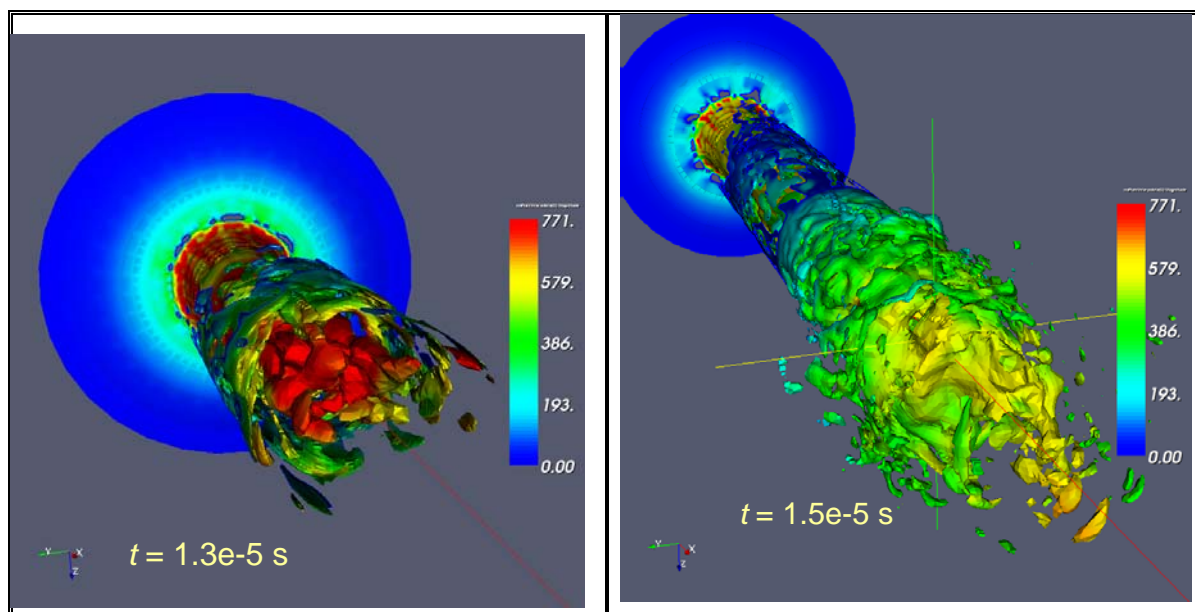 771.
579.
386.
193.
0.00
t = 1.3e-5 s
Y
X
Z
771.
579.
386.
193.
0.00
t = 1.5e-5 s
Y
X
Z